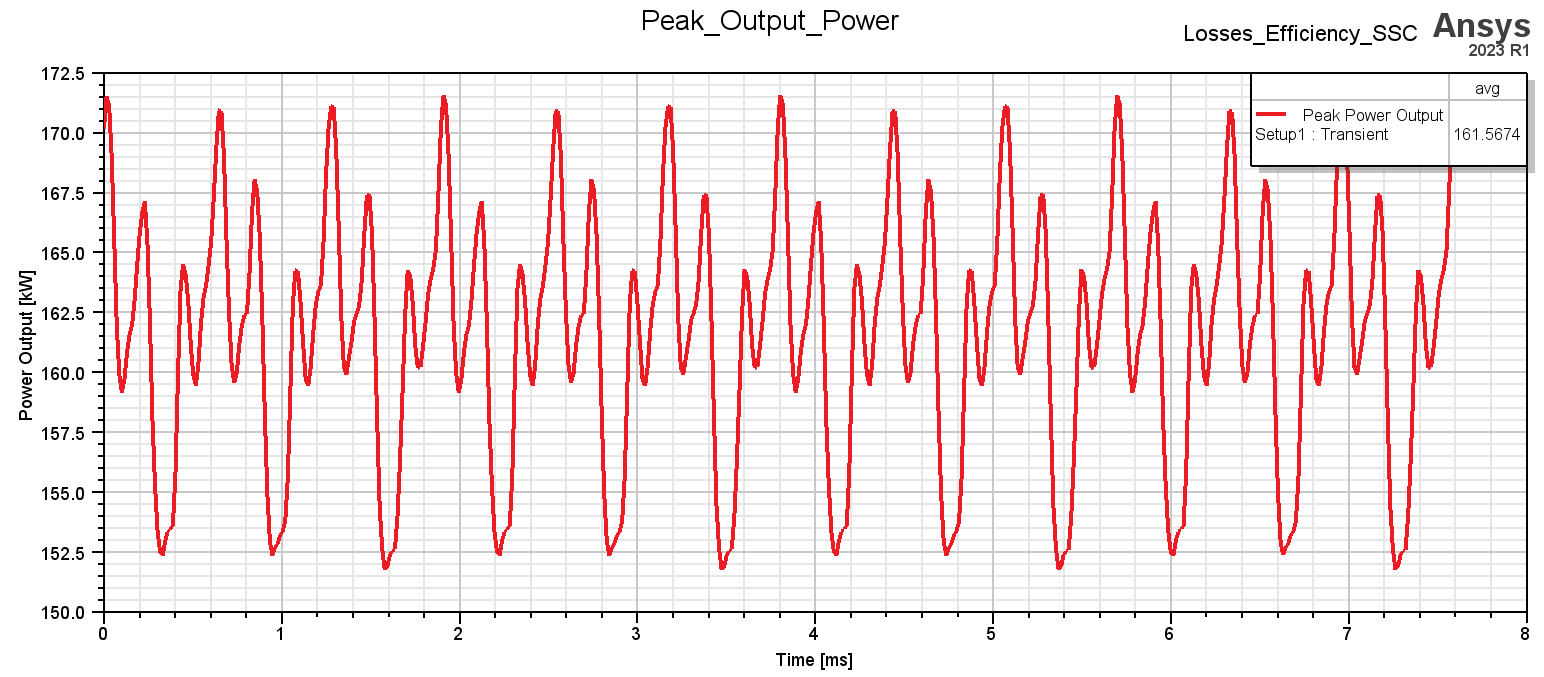 Peak_Output_Power
Losses_Efficiency_SSC
Ansys
2023 R1
avg
Peak Power Output
Setup1 : Transient
161.5674
172.5
170.0
167.5
165.0
162.5
160.0
157.5
155.0
152.5
150.0
Power Output [kW]
0 1 2 3 4 5 6 7 8
Time [ms]